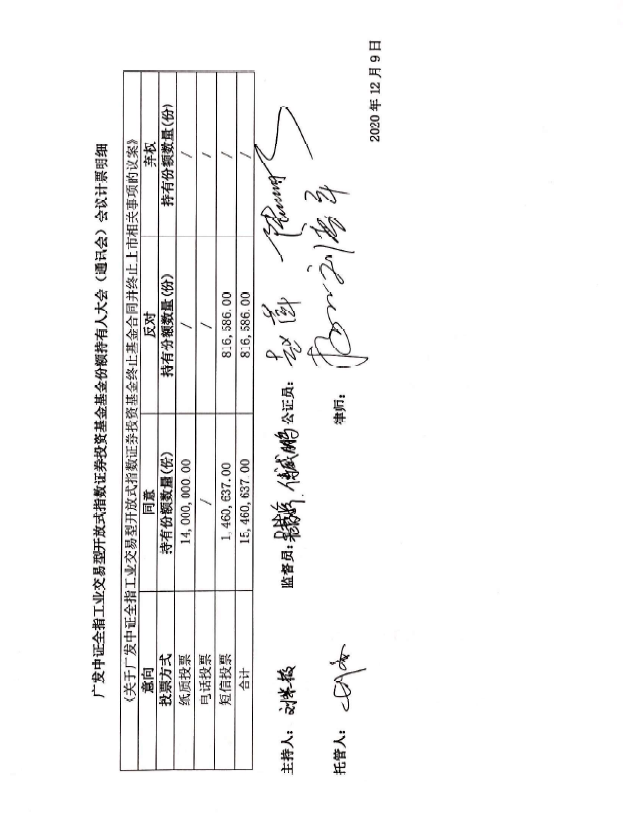 广发中证全指工业交易型开放式指数证券投资基金基金份额持有人大会（通讯会）会议计票明细
《关于广发中证全指工业交易型开放式指数证券投资基金终止基金合同并终止上市相关事项的议案》
意向 同意 反对 弃权
投票方式 持有份额数量(份) 持有份额数量(份) 持有份额数量(份)
纸质投票 14,000,000.00 / /
电话投票 / / /
短信投票 1,460,637.00 816,586.00 /
合计 15,460,637.00 816,586.00 /
主持人： 监督员： 公证员：
托管人： 律师：
2020年12月9日